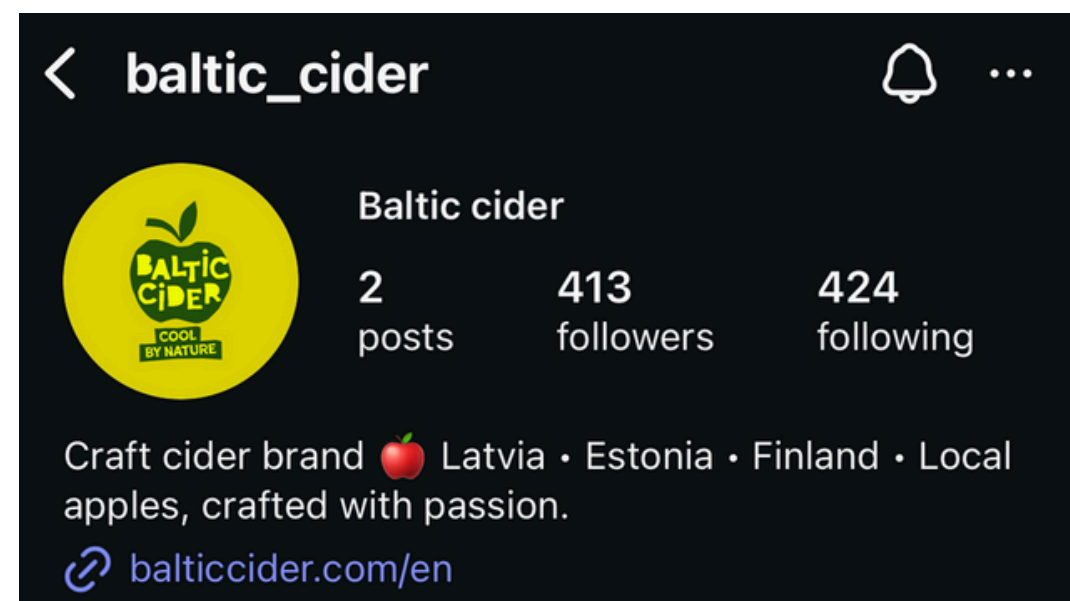 baltic_cider
BALTIC
CiDER
COOL
BY NATURE
Baltic cider
2 413 424
posts followers following
Craft cider brand 🍎 Latvia • Estonia • Finland • Local
apples, crafted with passion.
balticcider.com/en